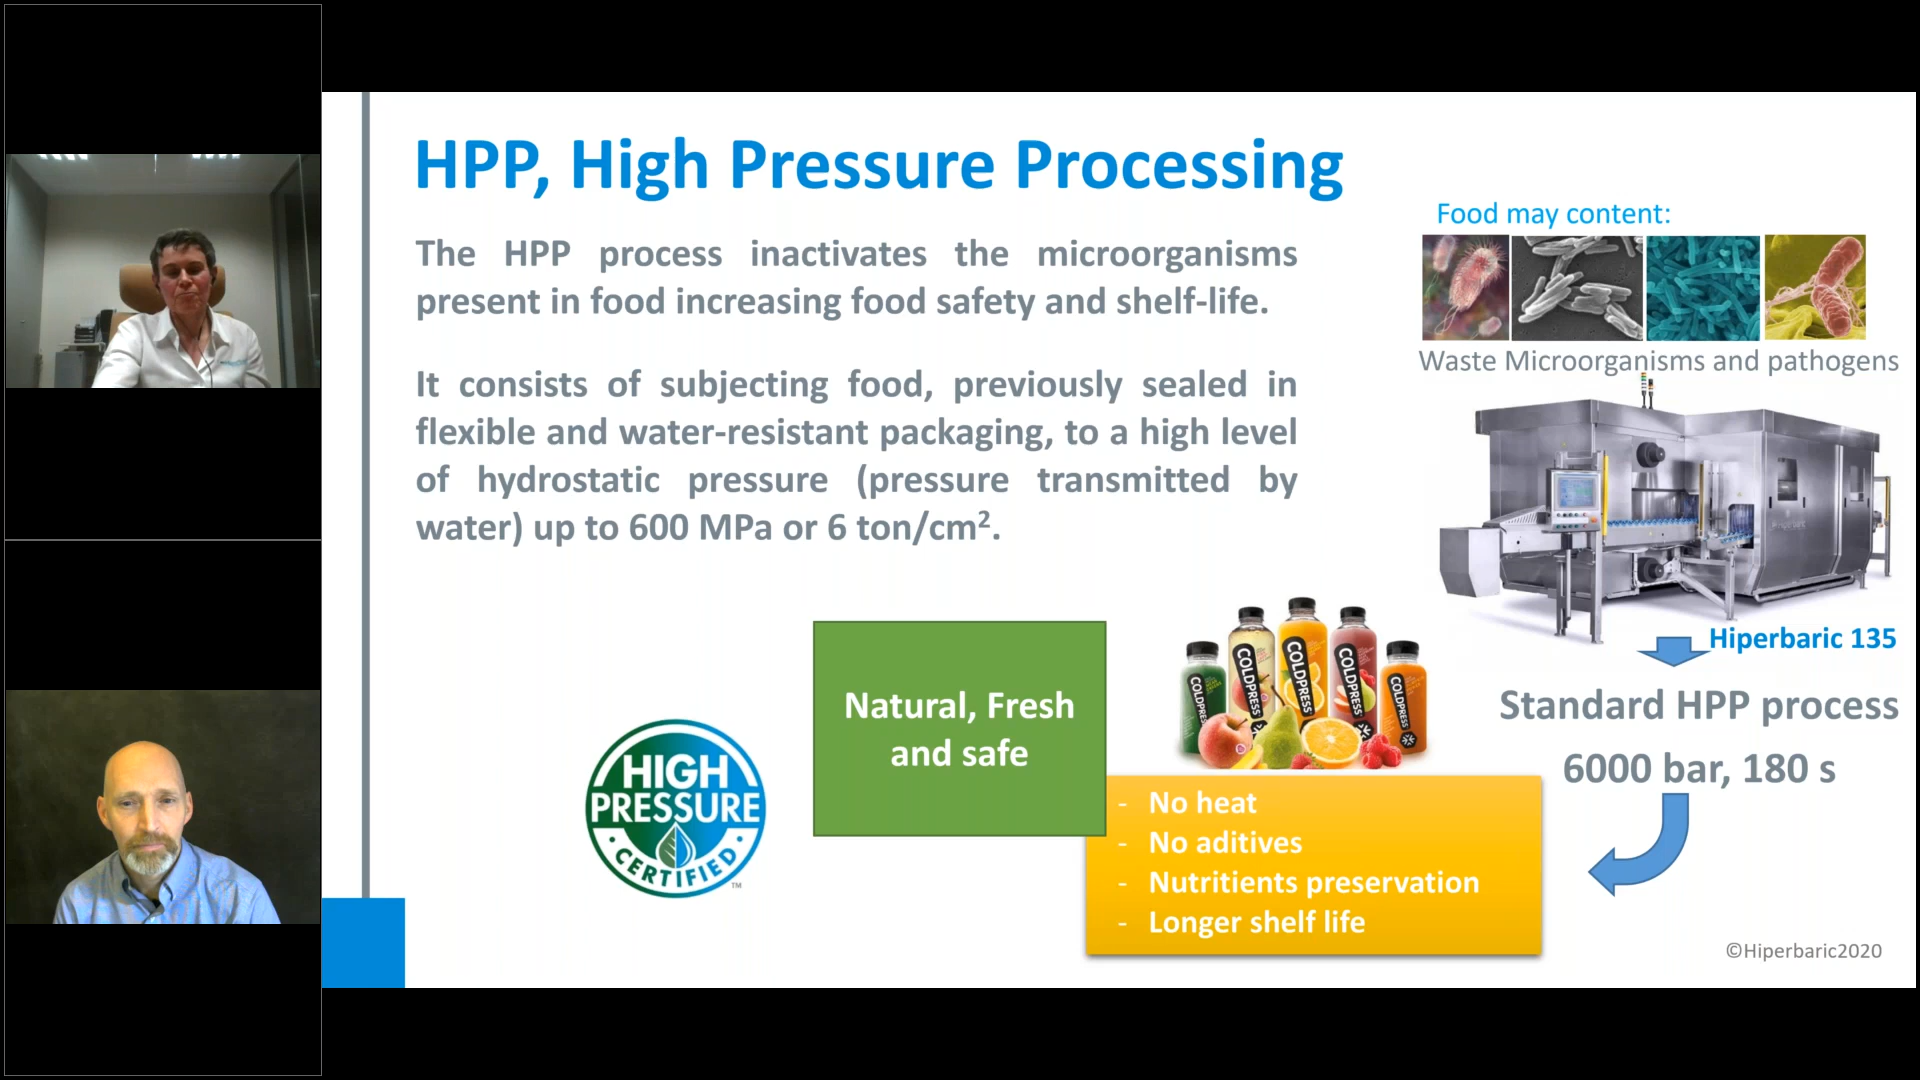 HPP, High Pressure Processing
The HPP process inactivates the microorganisms
present in food increasing food safety and shelf-life.
It consists of subjecting food, previously sealed in
flexible and water-resistant packaging, to a high level
of hydrostatic pressure (pressure transmitted by
water) up to 600 MPa or 6 ton/cm².
Food may content:
Waste Microorganisms and pathogens
Hiperbaric 135
Standard HPP process
6000 bar, 180 s
HIGH
PRESSURE
CERTIFIED
TM
Natural, Fresh
and safe
COLDPRESS
COLDPRESS
COLDPRESS
COLDPRESS
COLDPRESS
- No heat
- No aditives
- Nutritients preservation
- Longer shelf life
©Hiperbaric2020